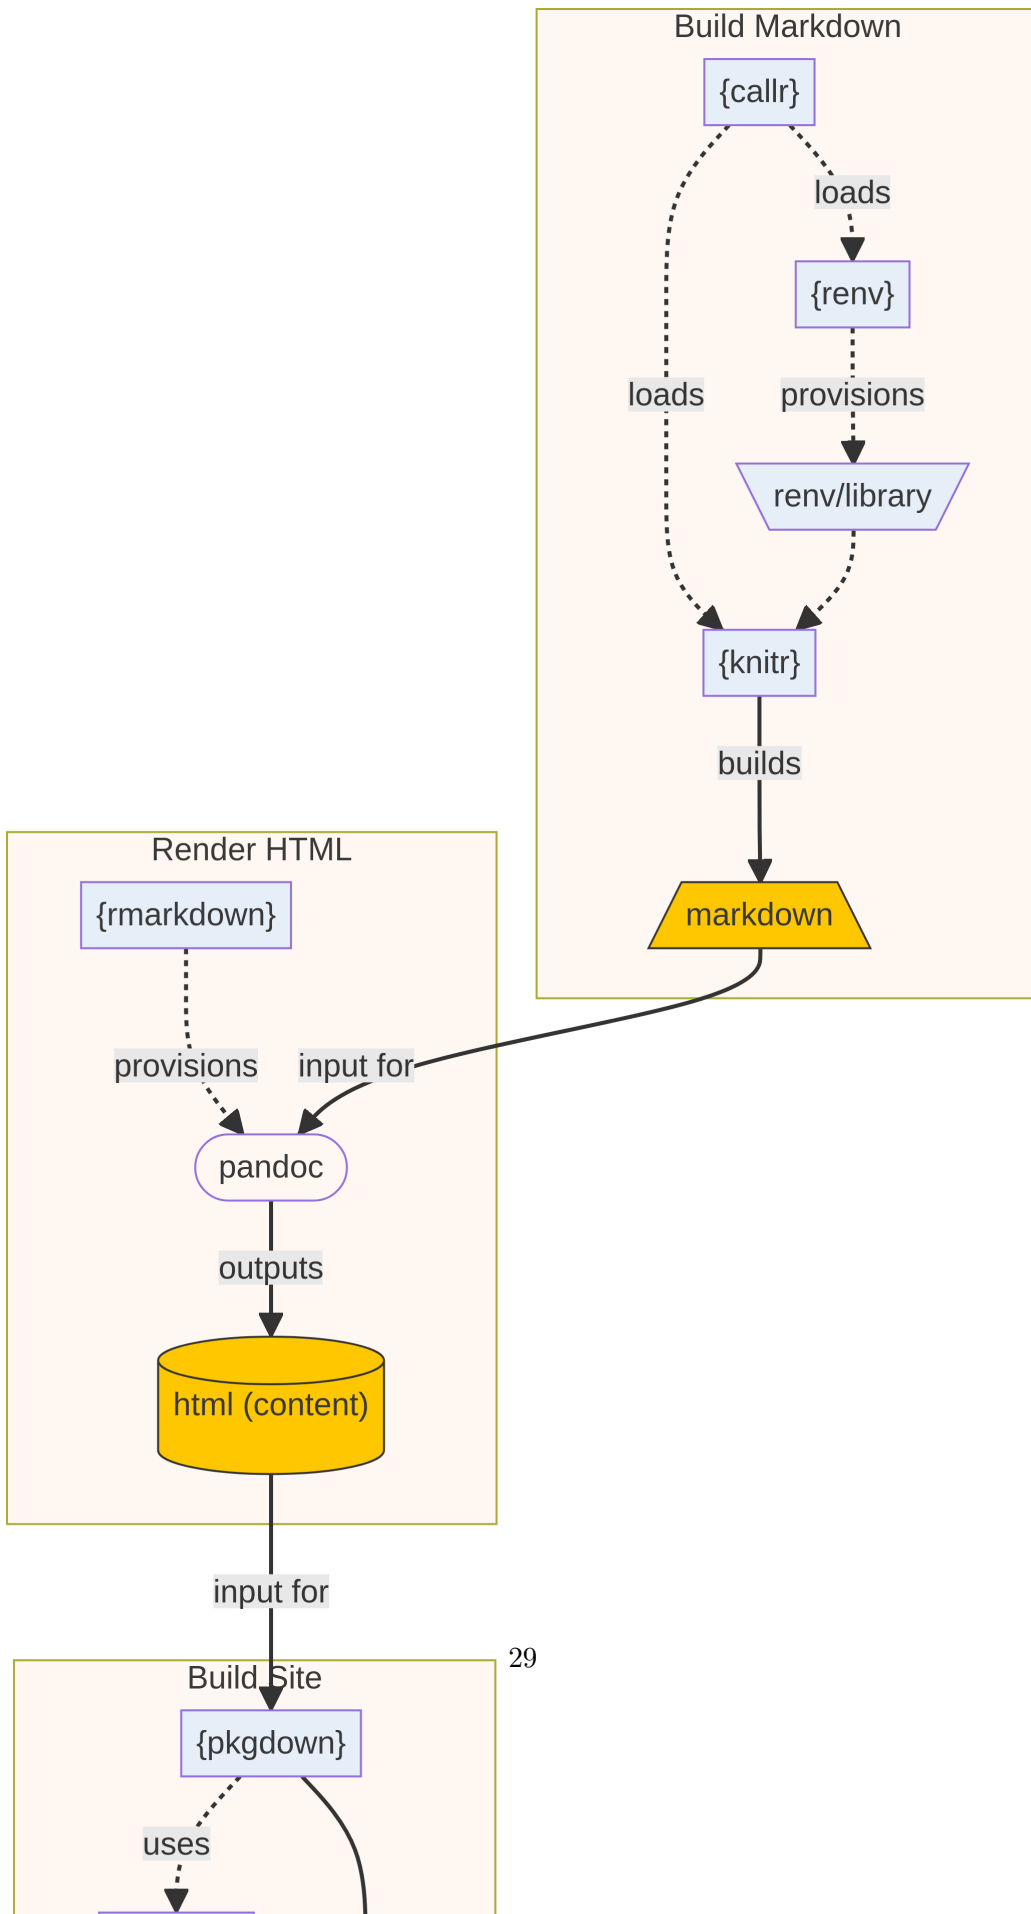 Build Markdown
{callr}
loads
{renv}
loads
provisions
renv/library
{knitr}
builds
Render HTML
{rmarkdown}
markdown
provisions
input for
pandoc
outputs
html (content)
input for
29
Build Site
{pkgdown}
uses